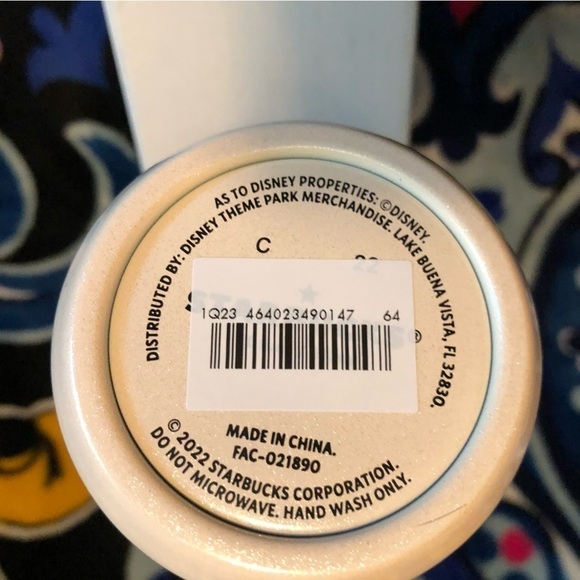 AS TO DISNEY PROPERTIES: ©DISNEY.
DISTRIBUTED BY: DISNEY THEME PARK MERCHANDISE, LAKE BUENA VISTA, FL 32830.
C
1Q23 464023490147 64
®
MADE IN CHINA.
FAC-021890
© 2022 STARBUCKS CORPORATION.
DO NOT MICROWAVE. HAND WASH ONLY.